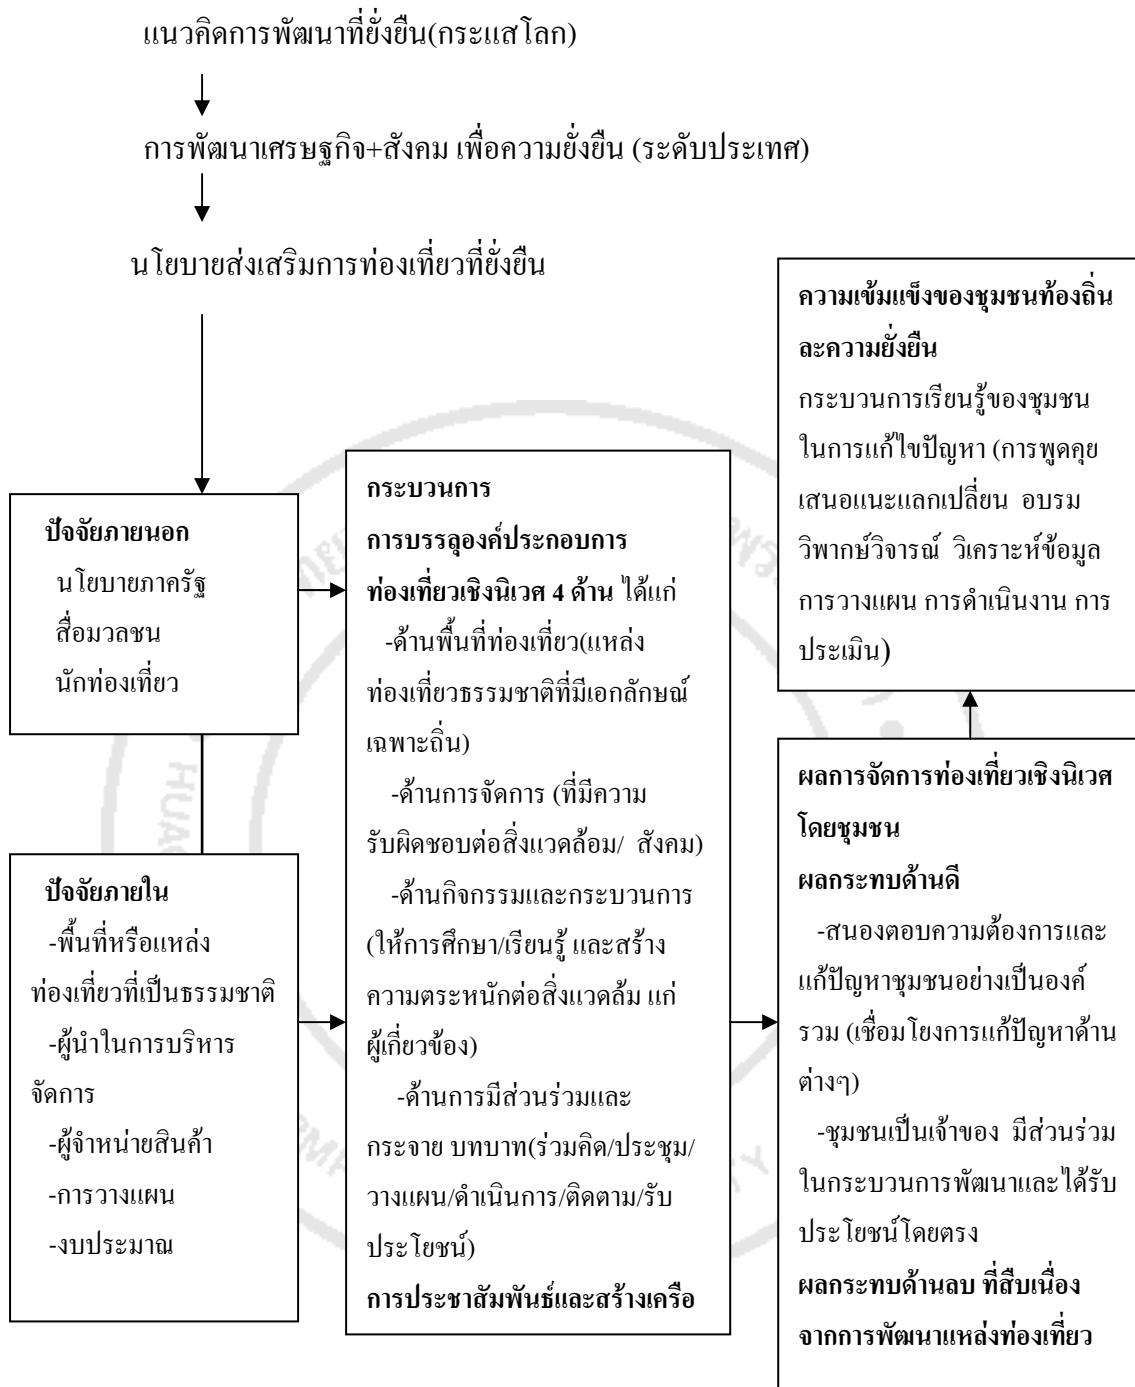 แนวคิดการพัฒนาที่ยั่งยืน(กระแสโลก)
การพัฒนาเศรษฐกิจ+สังคม เพื่อความยั่งยืน (ระดับประเทศ)
นโยบายส่งเสริมการท่องเที่ยวที่ยั่งยืน
ปัจจัยภายนอก
นโยบายภาครัฐ
สื่อมวลชน
นักท่องเที่ยว
ปัจจัยภายใน
-พื้นที่หรือแหล่ง
ท่องเที่ยวที่เป็นธรรมชาติ
-ผู้นำในการบริหาร
จัดการ
-ผู้จำหน่ายสินค้า
-การวางแผน
-งบประมาณ
กระบวนการ
การบรรลุองค์ประกอบการ
ท่องเที่ยวเชิงนิเวศ 4 ด้าน ได้แก่
-ด้านพื้นที่ท่องเที่ยว(แหล่ง
ท่องเที่ยวธรรมชาติที่มีเอกลักษณ์
เฉพาะถิ่น)
-ด้านการจัดการ (ที่มีความ
รับผิดชอบต่อสิ่งแวดล้อม/ สังคม)
-ด้านกิจกรรมและกระบวนการ
(ให้การศึกษา/เรียนรู้ และสร้าง
ความตระหนักต่อสิ่งแวดล้ม แก่
ผู้เกี่ยวข้อง)
-ด้านการมีส่วนร่วมและ
กระจาย บทบาท(ร่วมคิด/ประชุม/
วางแผน/ดำเนินการ/ติดตาม/รับ
ประโยชน์)
การประชาสัมพันธ์และสร้างเครือ
ความเข้มแข็งของชุมชนท้องถิ่น
ละความยั่งยืน
กระบวนการเรียนรู้ของชุมชน
ในการแก้ไขปัญหา (การพูดคุย
เสนอแนะแลกเปลี่ยน อบรม
วิพากษ์วิจารณ์ วิเคราะห์ข้อมูล
การวางแผน การดำเนินงาน การ
ประเมิน)
ผลการจัดการท่องเที่ยวเชิงนิเวศ
โดยชุมชน
ผลกระทบด้านดี
-สนองตอบความต้องการและ
แก้ปัญหาชุมชนอย่างเป็นองค์
รวม (เชื่อมโยงการแก้ปัญหาด้าน
ต่างๆ)
-ชุมชนเป็นเจ้าของ มีส่วนร่วม
ในกระบวนการพัฒนาและได้รับ
ประโยชน์โดยตรง
ผลกระทบด้านลบ ที่สืบเนื่อง
จากการพัฒนาแหล่งท่องเที่ยว